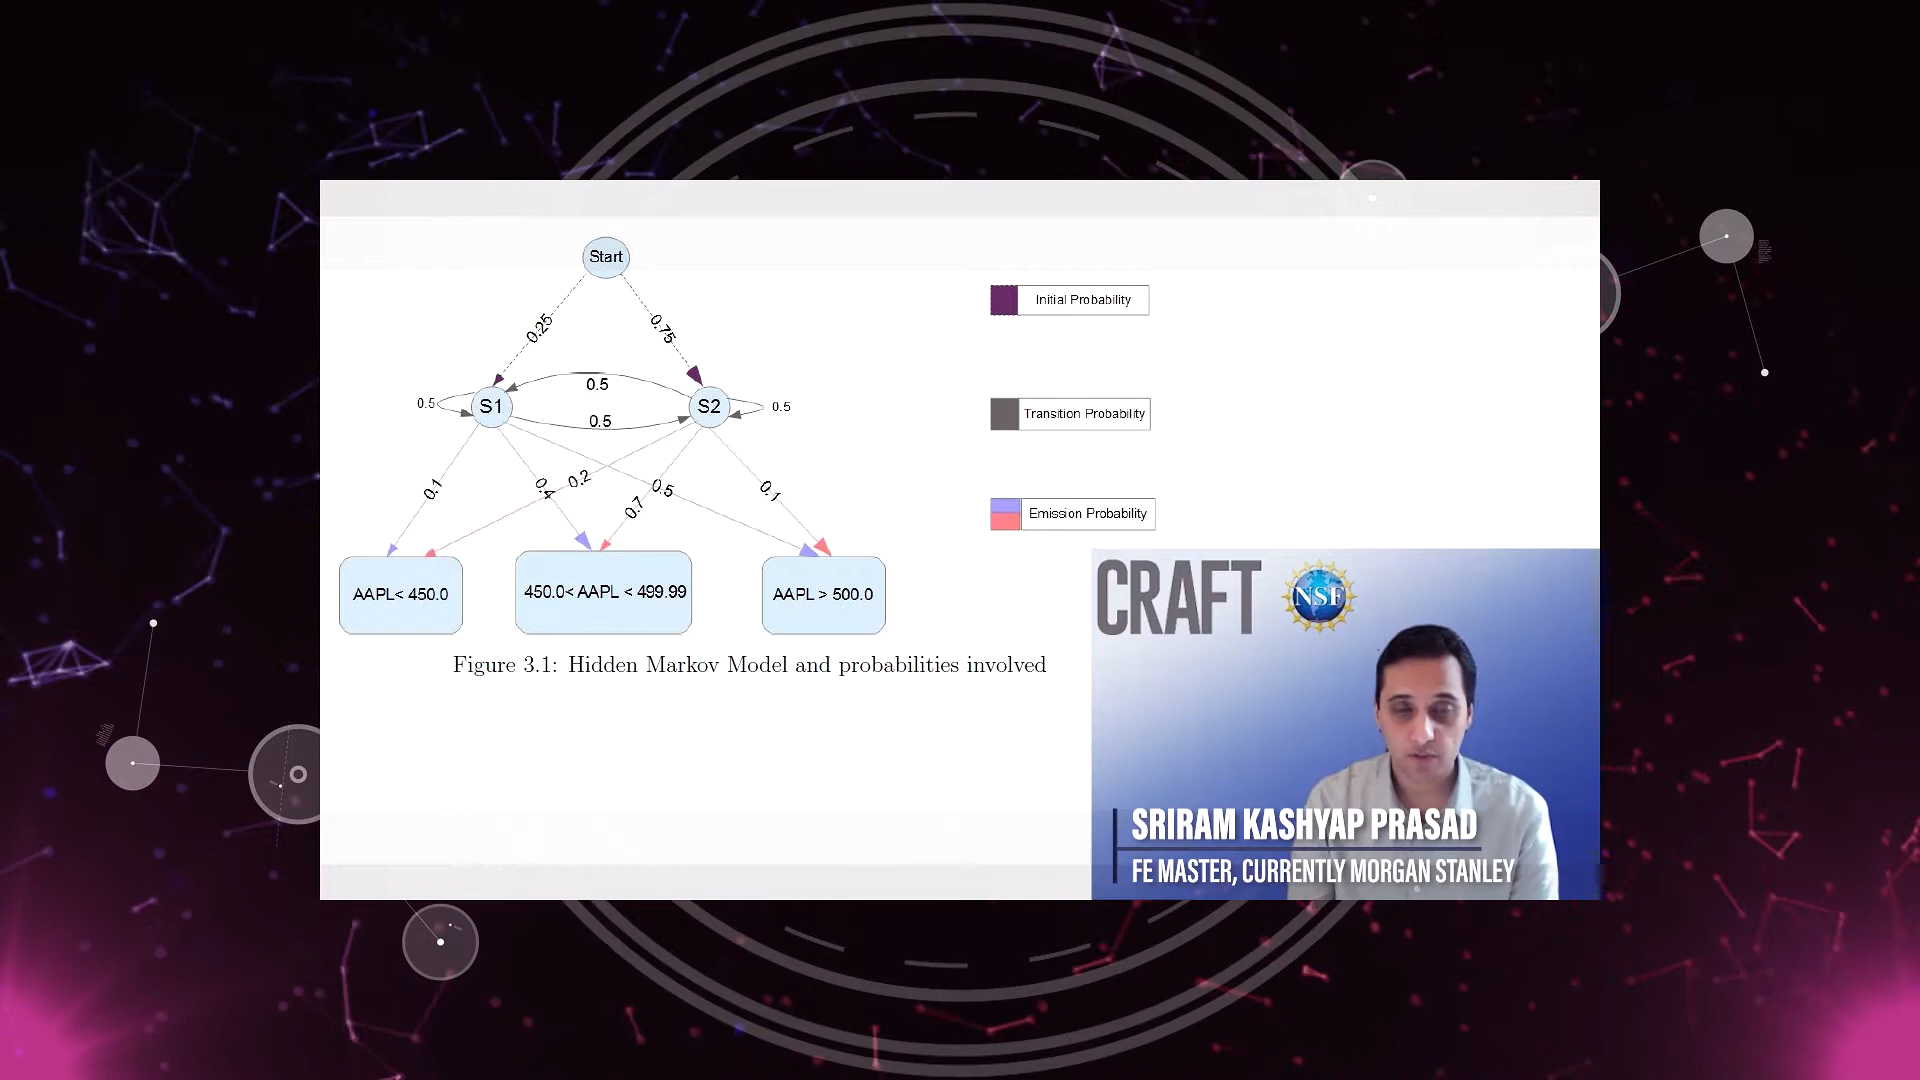 Start
0.25
0.75
Initial Probability
0.5
0.5
S1
S2
0.5
0.5
Transition Probability
0.1
0.4
0.2
0.7
0.5
0.1
Emission Probability
AAPL< 450.0
450.0< AAPL < 499.99
AAPL > 500.0
Figure 3.1: Hidden Markov Model and probabilities involved
CRAFT
NSF
SRIRAM KASHYAP PRASAD
FE MASTER, CURRENTLY MORGAN STANLEY